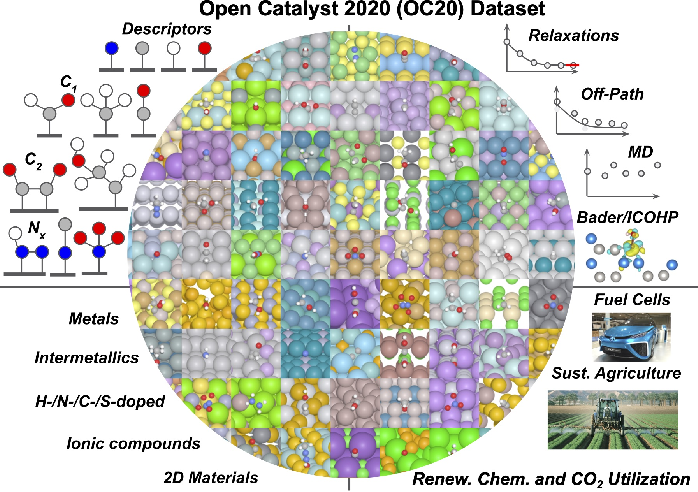 Open Catalyst 2020 (OC20) Dataset
Descriptors
C1
C2
Nx
Relaxations
Off-Path
MD
Bader/ICOHP
Metals
Intermetallics
H-/N-/C-/S-doped
Ionic compounds
2D Materials
Fuel Cells
Sust. Agriculture
Renew. Chem. and CO2 Utilization